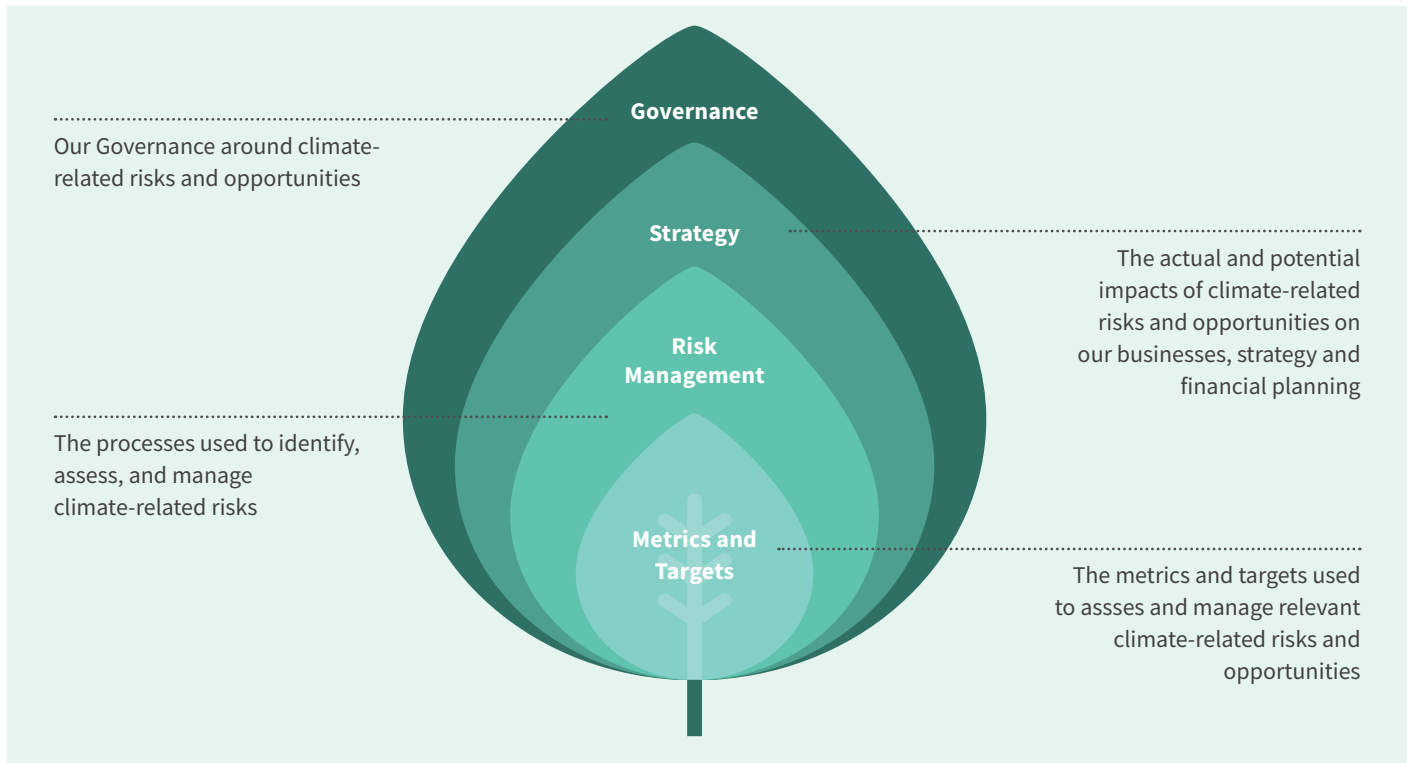 Governance
Our Governance around climate-
related risks and opportunities
Strategy
The actual and potential
impacts of climate-related
risks and opportunities on
our businesses, strategy and
financial planning
Risk
Management
The processes used to identify,
assess, and manage
climate-related risks
Metrics and
Targets
The metrics and targets used
to assses and manage relevant
climate-related risks and
opportunities